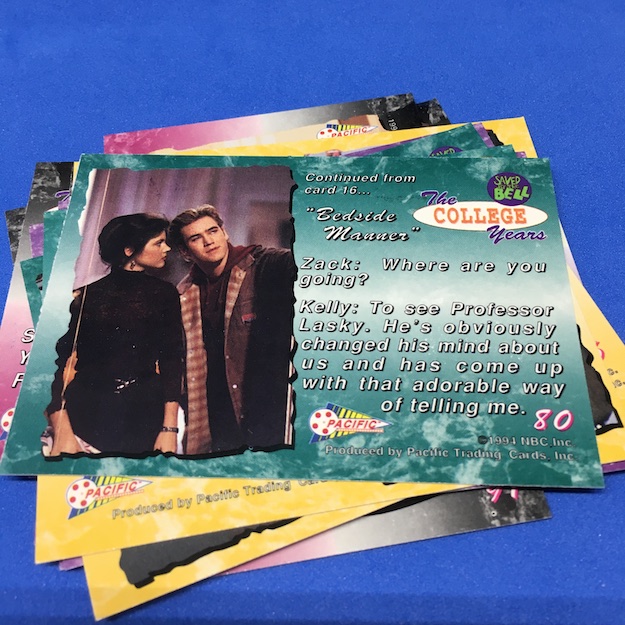 PACIFIC
199
Continued from
card 16...
SAVED
BY THE
BELL
The
COLLEGE
Years
"Bedside
Manner"
Zack: Where are you
going?
Kelly: To see Professor
Lasky. He's obviously
changed his mind about
us and has come up
with that adorable way
of telling me.
80
PACIFIC
©1994 NBC, Inc.
Produced by Pacific Trading Cards, Inc.
S
Y
F
PACIFIC
Produced by Pacific Trading Car
91